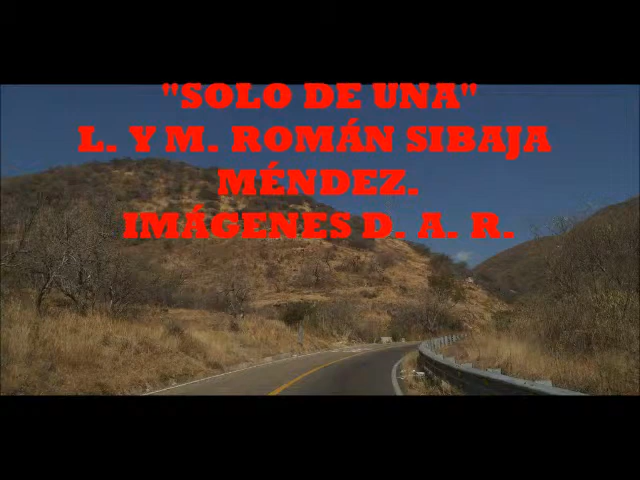 "SOLO DE UNA"
L. Y M. ROMÁN SIBAJA
MÉNDEZ.
IMÁGENES D. A. R.